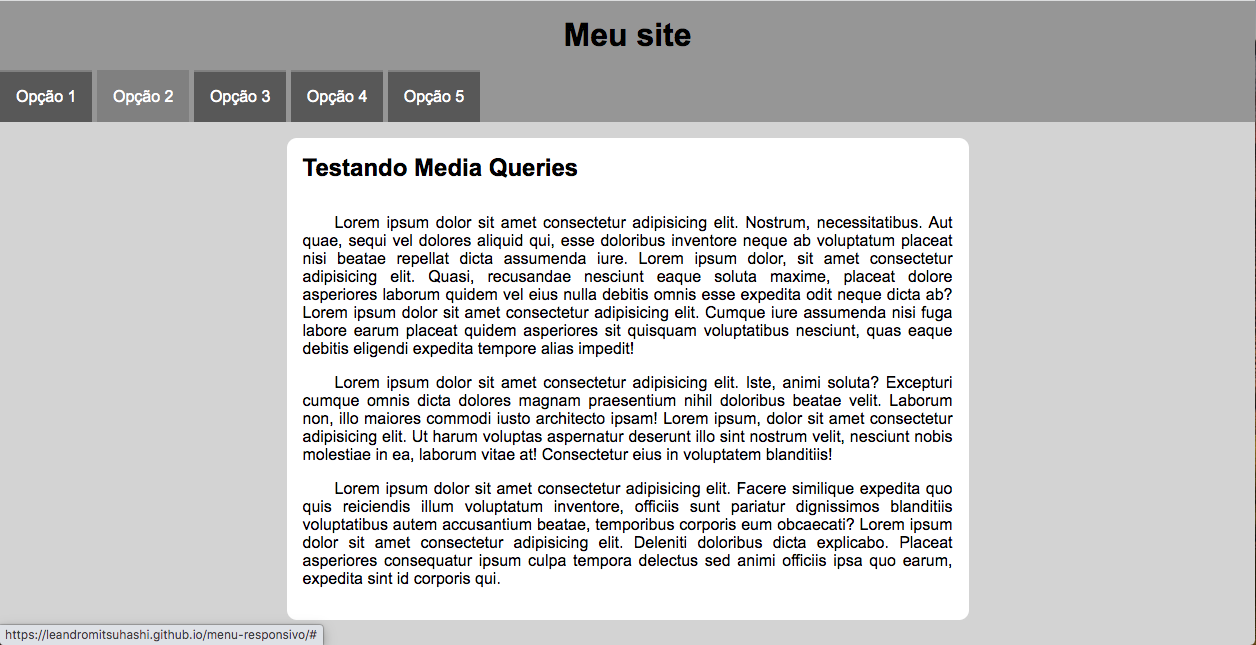 Meu site
Opção 1 Opção 2 Opção 3 Opção 4 Opção 5
Testando Media Queries
Lorem ipsum dolor sit amet consectetur adipisicing elit. Nostrum, necessitatibus. Aut
quae, sequi vel dolores aliquid qui, esse doloribus inventore neque ab voluptatum placeat
nisi beatae repellat dicta assumenda iure. Lorem ipsum dolor, sit amet consectetur
adipisicing elit. Quasi, recusandae nesciunt eaque soluta maxime, placeat dolore
asperiores laborum quidem vel eius nulla debitis omnis esse expedita odit neque dicta ab?
Lorem ipsum dolor sit amet consectetur adipisicing elit. Cumque iure assumenda nisi fuga
labore earum placeat quidem asperiores sit quisquam voluptatibus nesciunt, quas eaque
debitis eligendi expedita tempore alias impedit!
Lorem ipsum dolor sit amet consectetur adipisicing elit. Iste, animi soluta? Excepturi
cumque omnis dicta dolores magnam praesentium nihil doloribus beatae velit. Laborum
non, illo maiores commodi iusto architecto ipsam! Lorem ipsum, dolor sit amet consectetur
adipisicing elit. Ut harum voluptas aspernatur deserunt illo sint nostrum velit, nesciunt nobis
molestiae in ea, laborum vitae at! Consectetur eius in voluptatem blanditiis!
Lorem ipsum dolor sit amet consectetur adipisicing elit. Facere similique expedita quo
quis reiciendis illum voluptatum inventore, officiis sunt pariatur dignissimos blanditiis
voluptatibus autem accusantium beatae, temporibus corporis eum obcaecati? Lorem ipsum
dolor sit amet consectetur adipisicing elit. Deleniti doloribus dicta explicabo. Placeat
asperiores consequatur ipsum culpa tempora delectus sed animi officiis ipsa quo earum,
expedita sint id corporis qui.
https://leandromitsuhashi.github.io/menu-responsivo/#